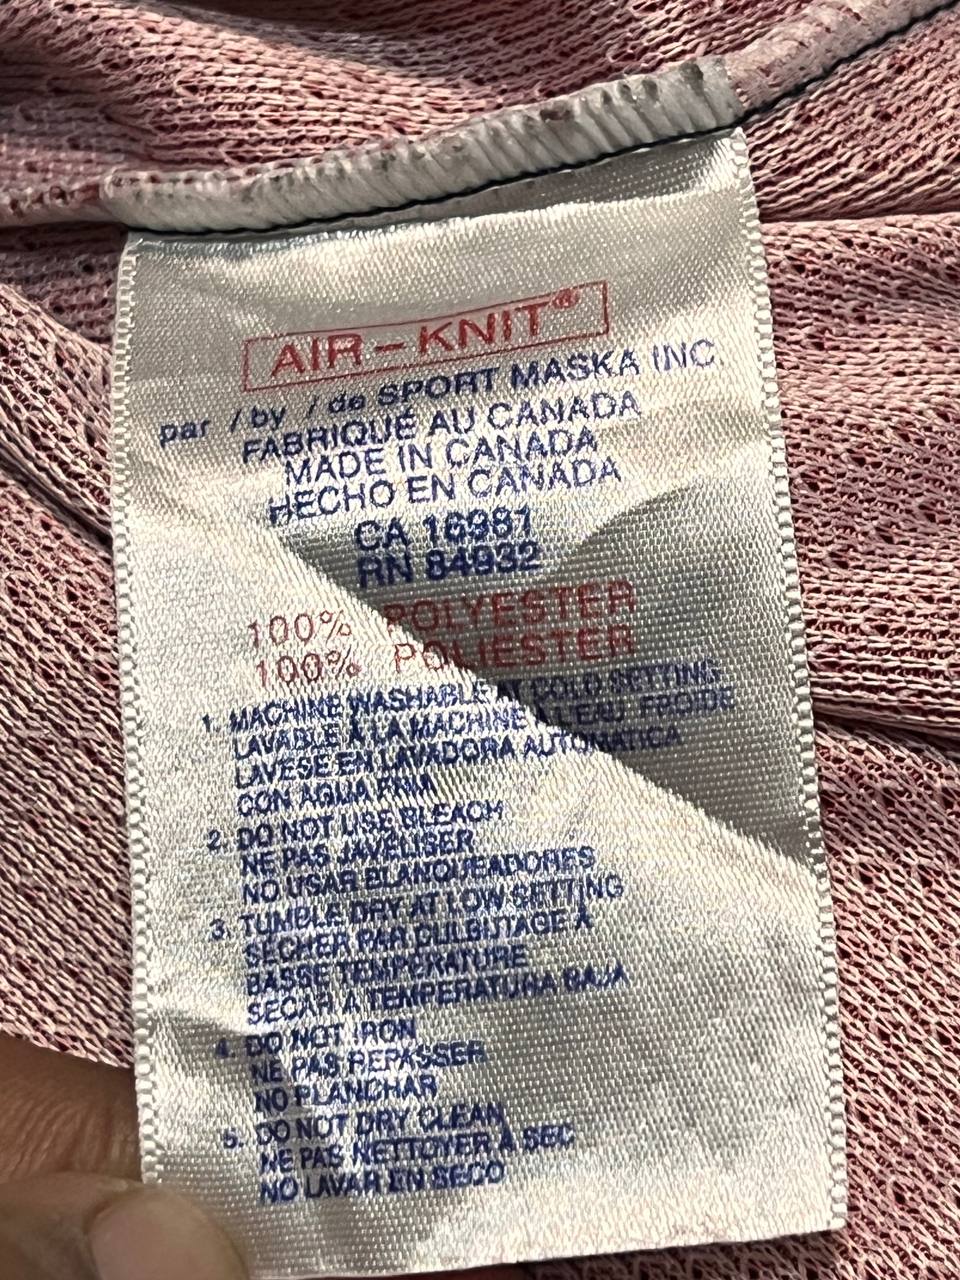 AIR-KNIT®
par / by / de SPORT MASKA INC.
FABRIQUÉ AU CANADA
MADE IN CANADA
HECHO EN CANADA
CA 16981
RN 84932
100% POLYESTER
100% POLIESTER
1. MACHINE WASHABLE AT COLD SETTING
LAVABLE À LA MACHINE À L'EAU FROIDE
LAVESE EN LAVADORA AUTOMATICA
CON AGUA FRIA
2. DO NOT USE BLEACH
NE PAS JAVELISER
NO USAR BLANQUEADORES
3. TUMBLE DRY AT LOW SETTING
SÉCHER PAR CULBUTAGE À
BASSE TEMPÉRATURE
SECAR A TEMPERATURA BAJA
4. DO NOT IRON
NE PAS REPASSER
NO PLANCHAR
5. DO NOT DRY CLEAN
NE PAS NETTOYER À SEC
NO LAVAR EN SECO